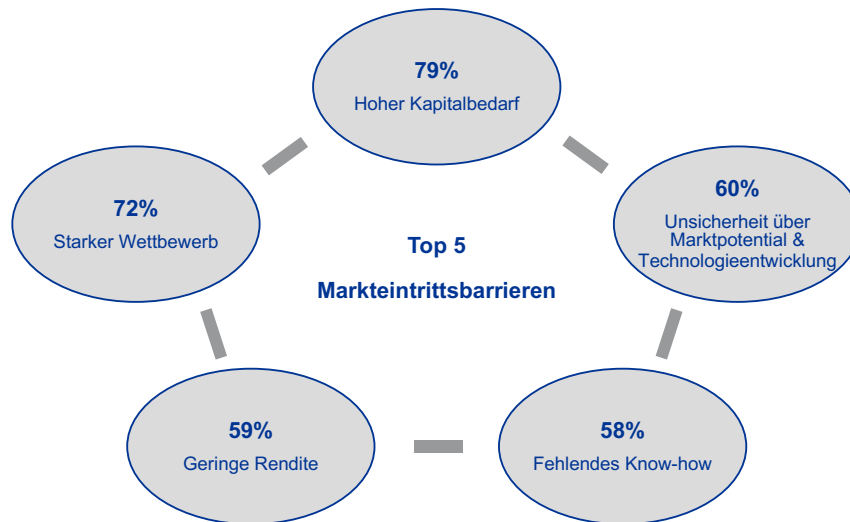 79%
Hoher Kapitalbedarf
72%
Starker Wettbewerb
60%
Unsicherheit über
Marktpotential &
Technologieentwicklung
Top 5
Markteintrittsbarrieren
59%
Geringe Rendite
58%
Fehlendes Know-how